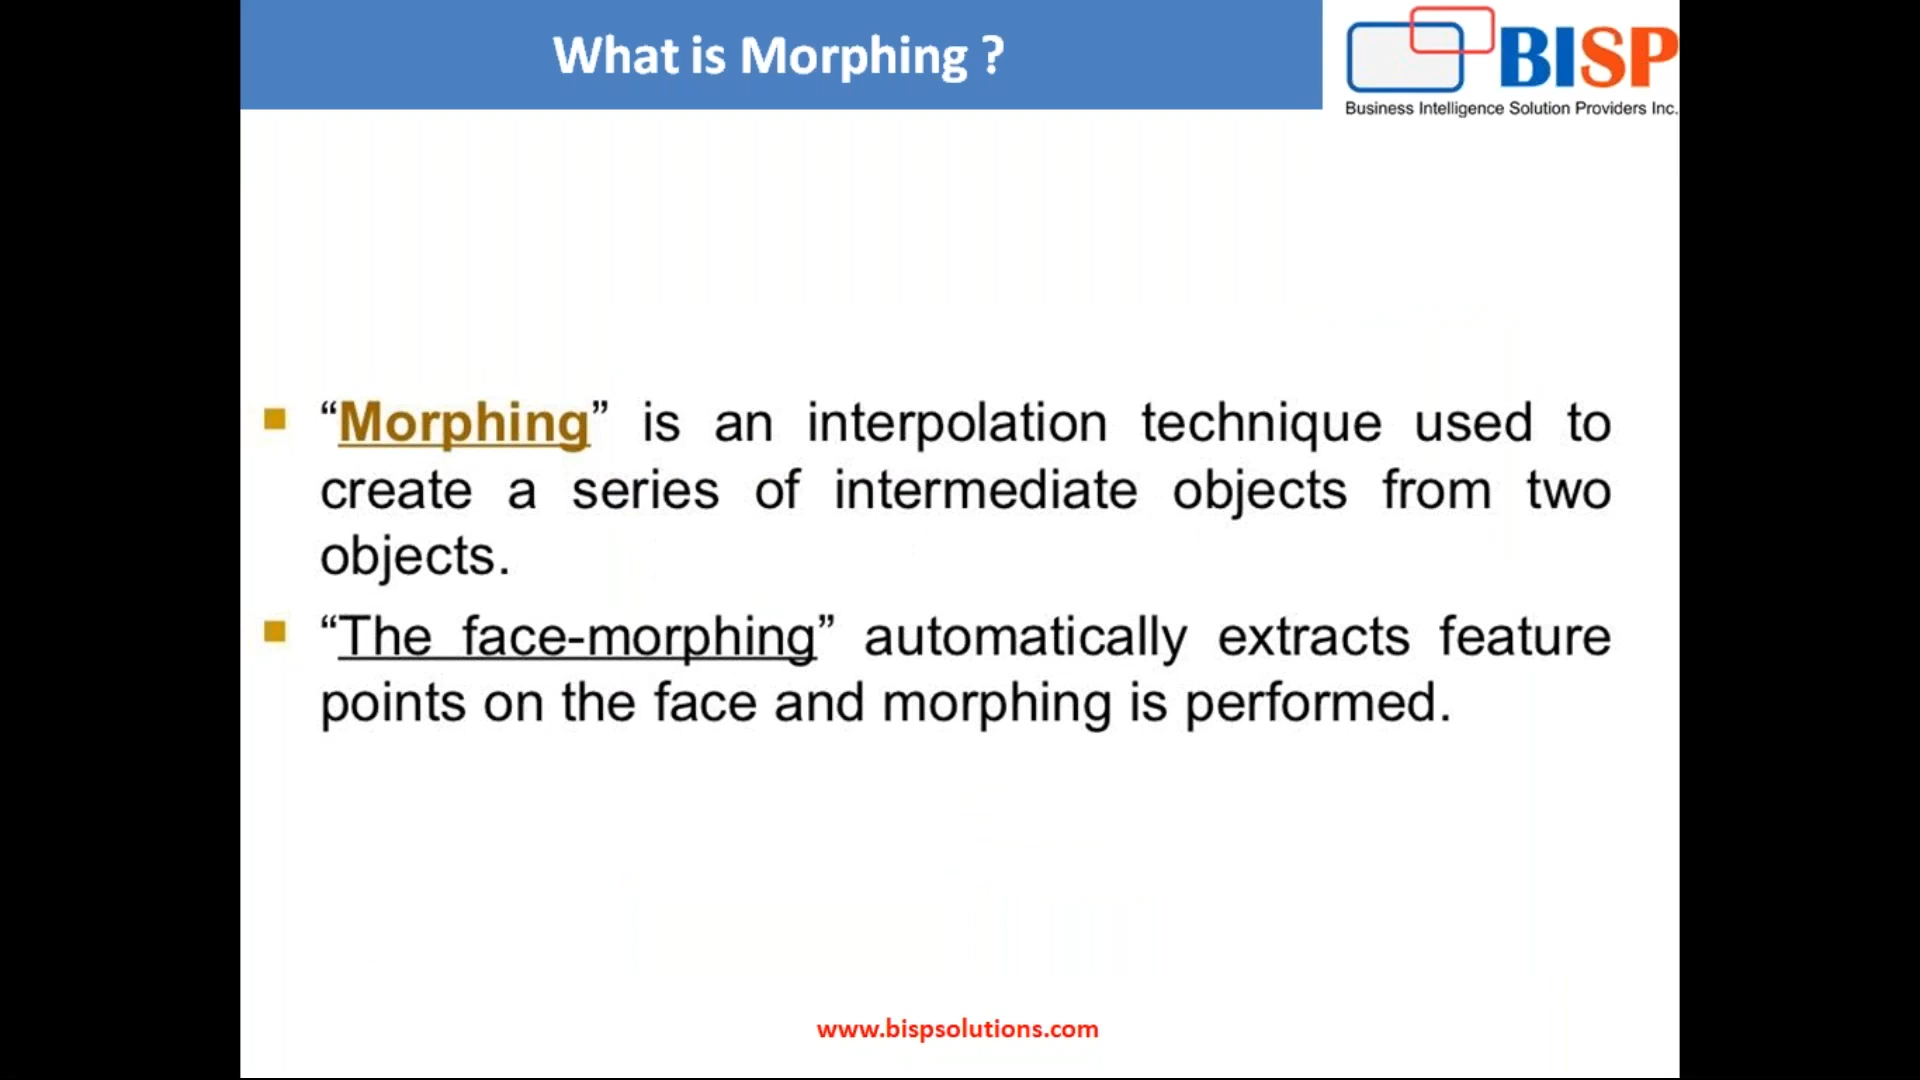 What is Morphing ?
BISP
Business Intelligence Solution Providers Inc.
“Morphing” is an interpolation technique used to
create a series of intermediate objects from two
objects.
“The face-morphing” automatically extracts feature
points on the face and morphing is performed.
www.bispsolutions.com